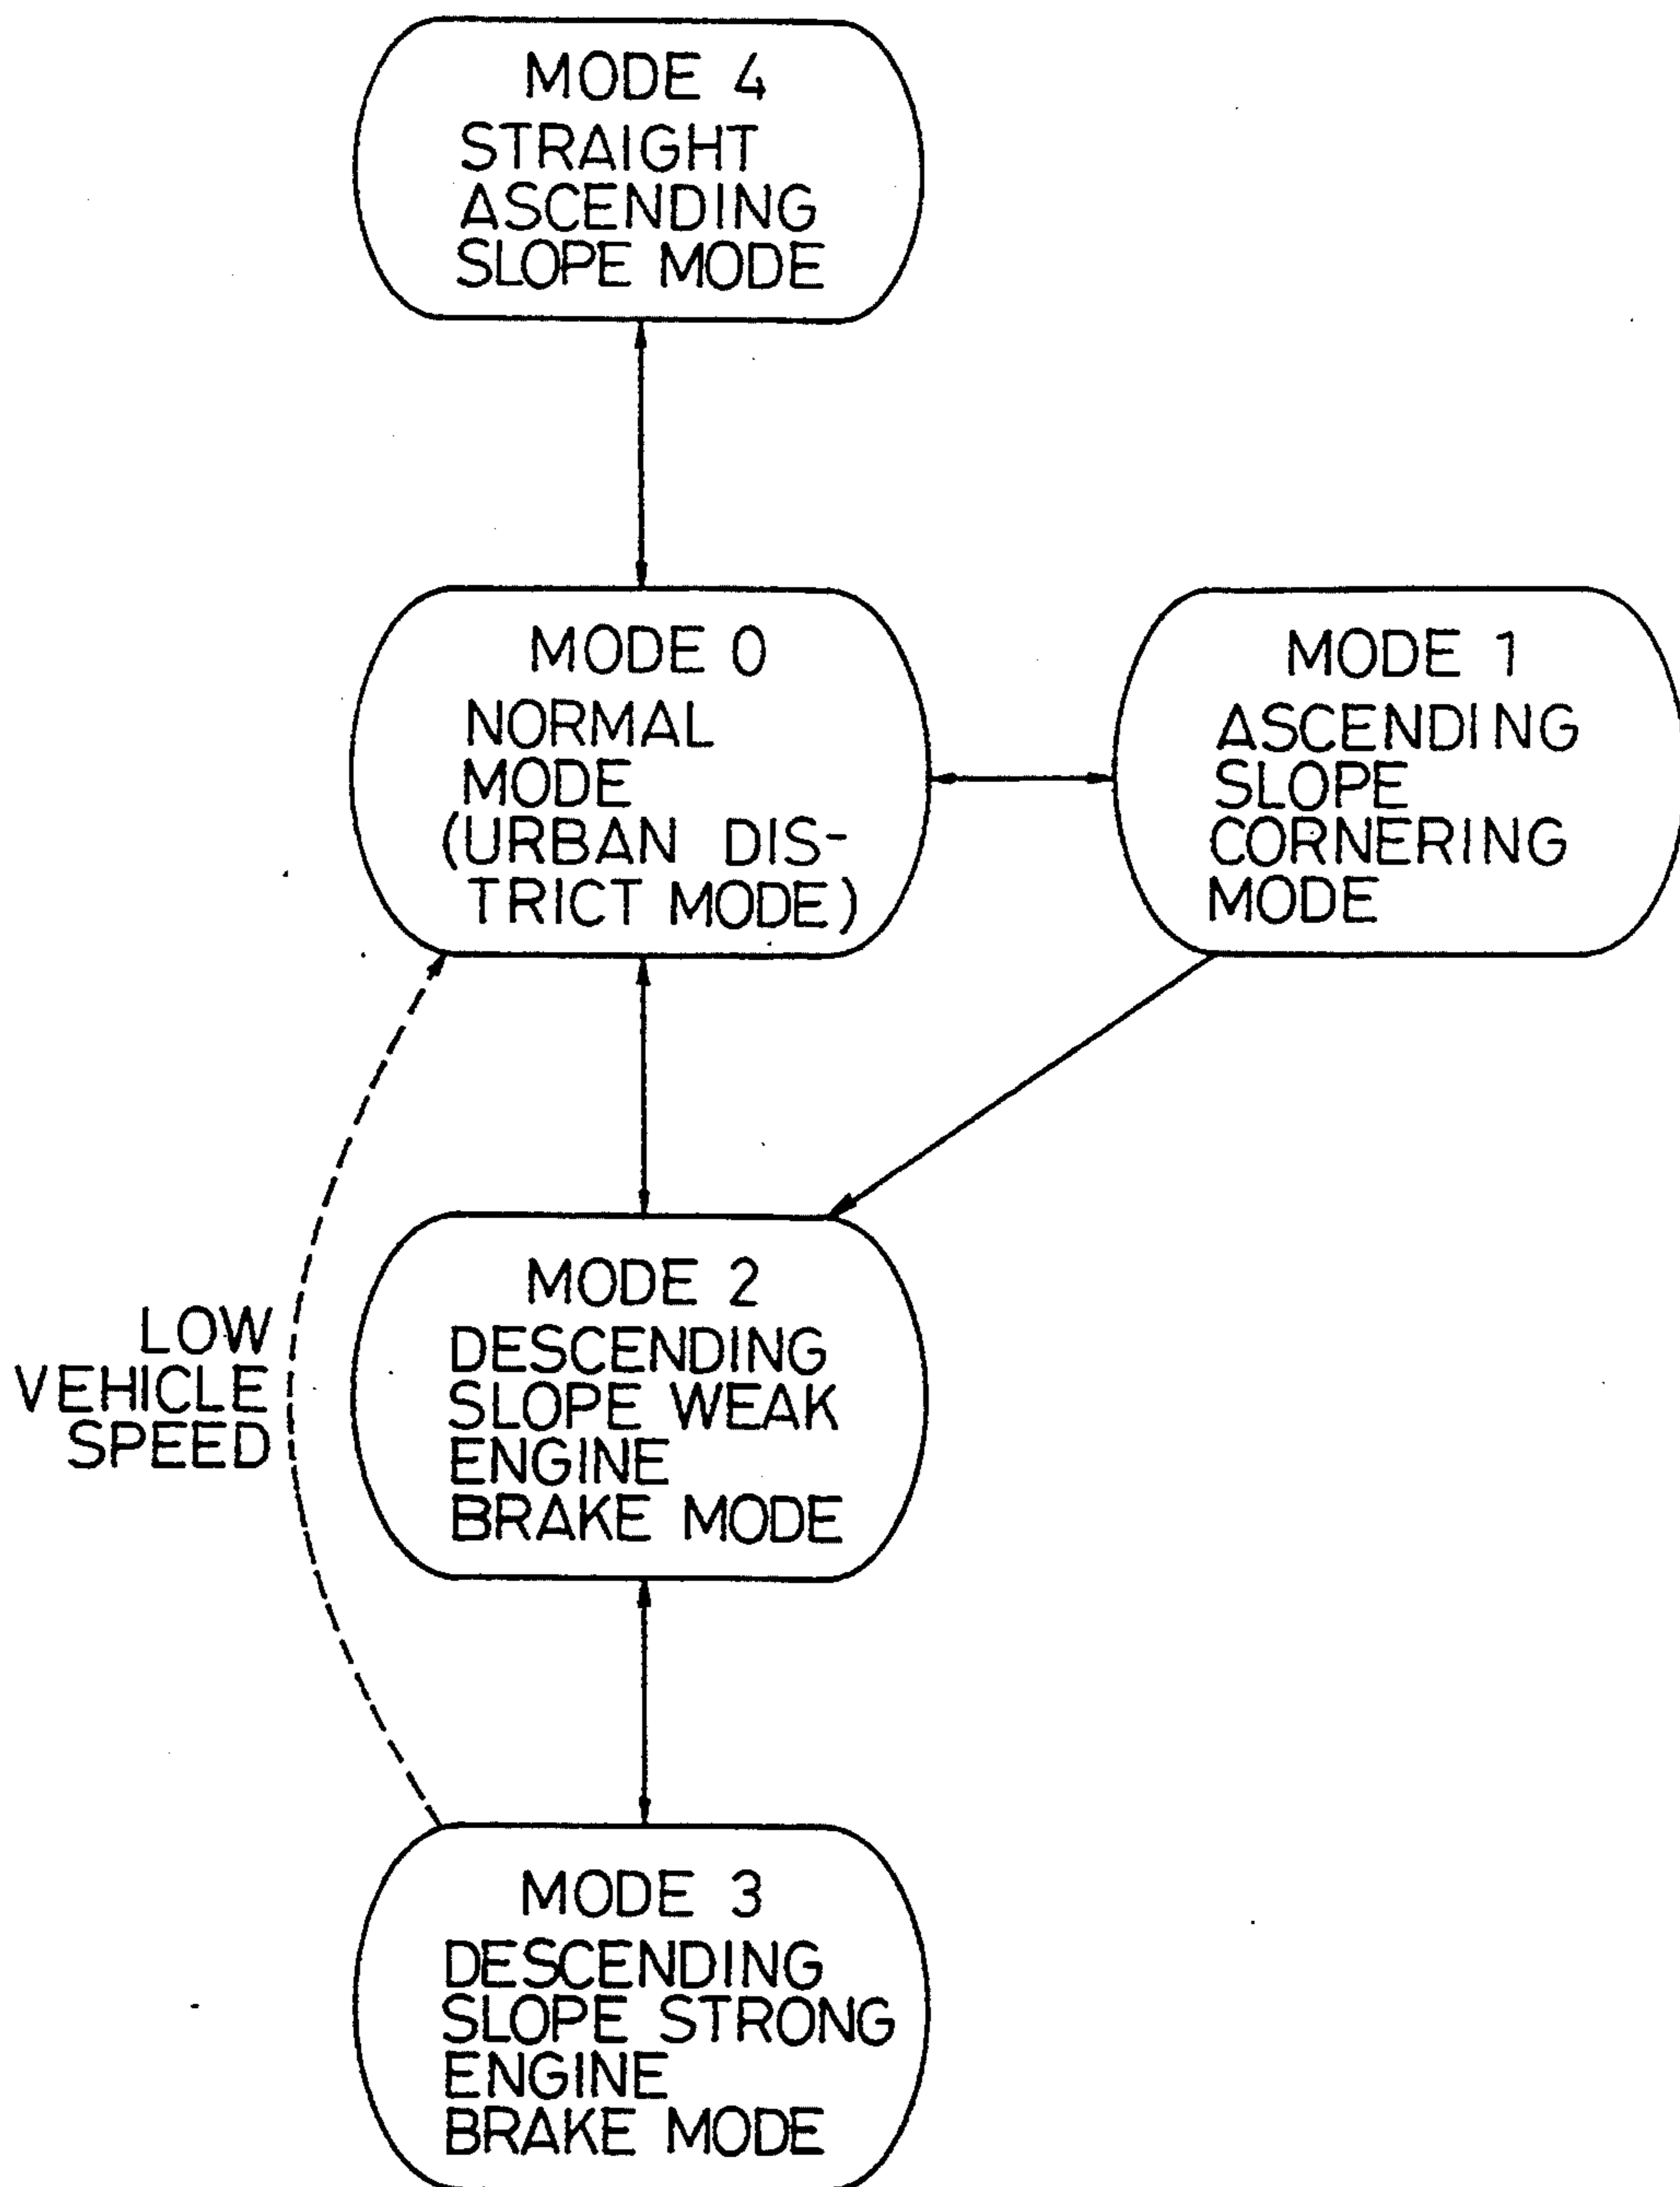 MODE 4
STRAIGHT
ASCENDING
SLOPE MODE
MODE 0
NORMAL
MODE
(URBAN DIS-
TRICT MODE)
MODE 1
ASCENDING
SLOPE
CORNERING
MODE
LOW
VEHICLE
SPEED
MODE 2
DESCENDING
SLOPE WEAK
ENGINE
BRAKE MODE
MODE 3
DESCENDING
SLOPE STRONG
ENGINE
BRAKE MODE